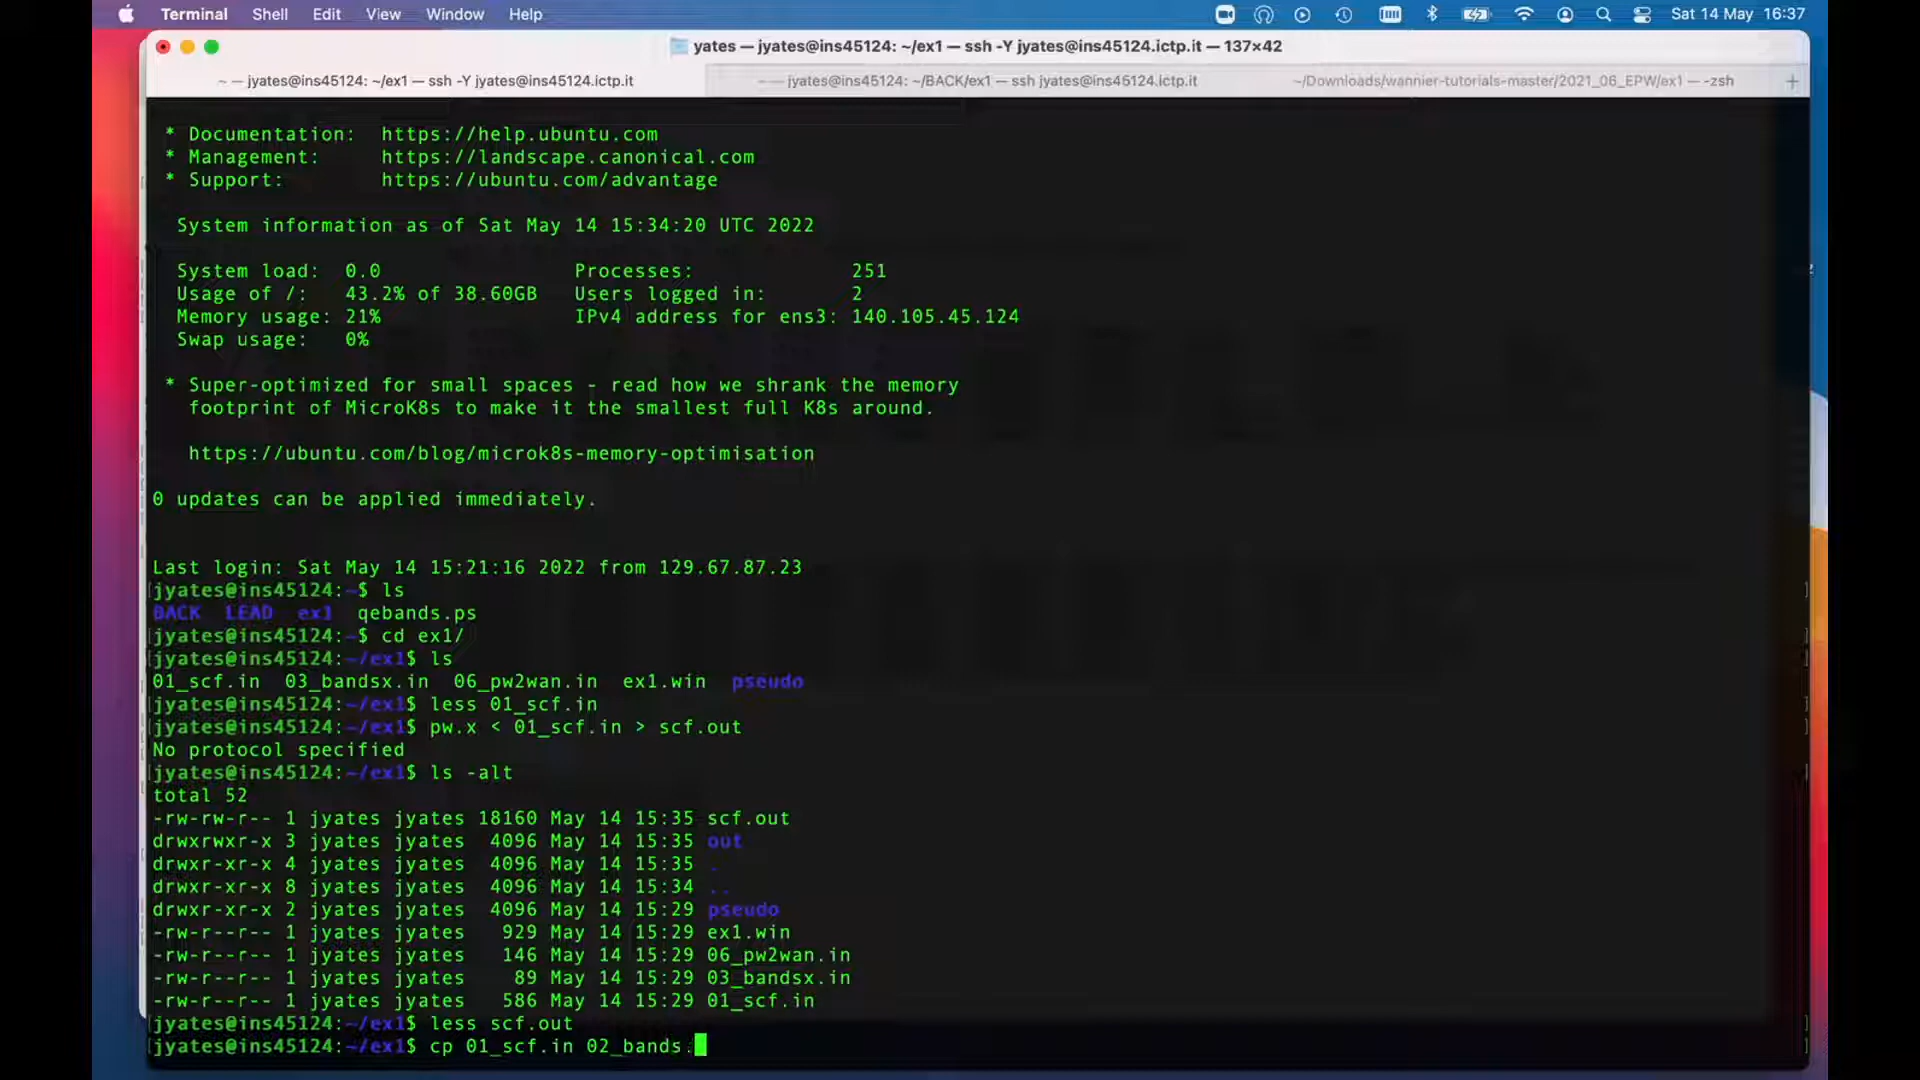 Terminal Shell Edit View Window Help Sat 14 May 16:37
yates — jyates@ins45124: ~/ex1 — ssh -Y jyates@ins45124.ictp.it — 137×42
~ — jyates@ins45124: ~/ex1 — ssh -Y jyates@ins45124.ictp.it ~ — jyates@ins45124: ~/BACK/ex1 — ssh jyates@ins45124.ictp.it ~/Downloads/wannier-tutorials-master/2021_06_EPW/ex1 — -zsh +
* Documentation: https://help.ubuntu.com
* Management: https://landscape.canonical.com
* Support: https://ubuntu.com/advantage
System information as of Sat May 14 15:34:20 UTC 2022
System load: 0.0 Processes: 251
Usage of /: 43.2% of 38.60GB Users logged in: 2
Memory usage: 21% IPv4 address for ens3: 140.105.45.124
Swap usage: 0%
* Super-optimized for small spaces - read how we shrank the memory
footprint of MicroK8s to make it the smallest full K8s around.
https://ubuntu.com/blog/microk8s-memory-optimisation
0 updates can be applied immediately.
Last login: Sat May 14 15:21:16 2022 from 129.67.87.23
[jyates@ins45124:~$ ls ]
BACK LEAD ex1 qebands.ps
[jyates@ins45124:~$ cd ex1/ ]
[jyates@ins45124:~/ex1$ ls ]
01_scf.in 03_bandsx.in 06_pw2wan.in ex1.win pseudo
[jyates@ins45124:~/ex1$ less 01_scf.in ]
[jyates@ins45124:~/ex1$ pw.x < 01_scf.in > scf.out ]
No protocol specified
[jyates@ins45124:~/ex1$ ls -alt ]
total 52
-rw-rw-r-- 1 jyates jyates 18160 May 14 15:35 scf.out
drwxrwxr-x 3 jyates jyates 4096 May 14 15:35 out
drwxr-xr-x 4 jyates jyates 4096 May 14 15:35 .
drwxr-xr-x 8 jyates jyates 4096 May 14 15:34 ..
drwxr-xr-x 2 jyates jyates 4096 May 14 15:29 pseudo
-rw-r--r-- 1 jyates jyates 929 May 14 15:29 ex1.win
-rw-r--r-- 1 jyates jyates 146 May 14 15:29 06_pw2wan.in
-rw-r--r-- 1 jyates jyates 89 May 14 15:29 03_bandsx.in
-rw-r--r-- 1 jyates jyates 586 May 14 15:29 01_scf.in
[jyates@ins45124:~/ex1$ less scf.out ]
[jyates@ins45124:~/ex1$ cp 01_scf.in 02_bands. ]